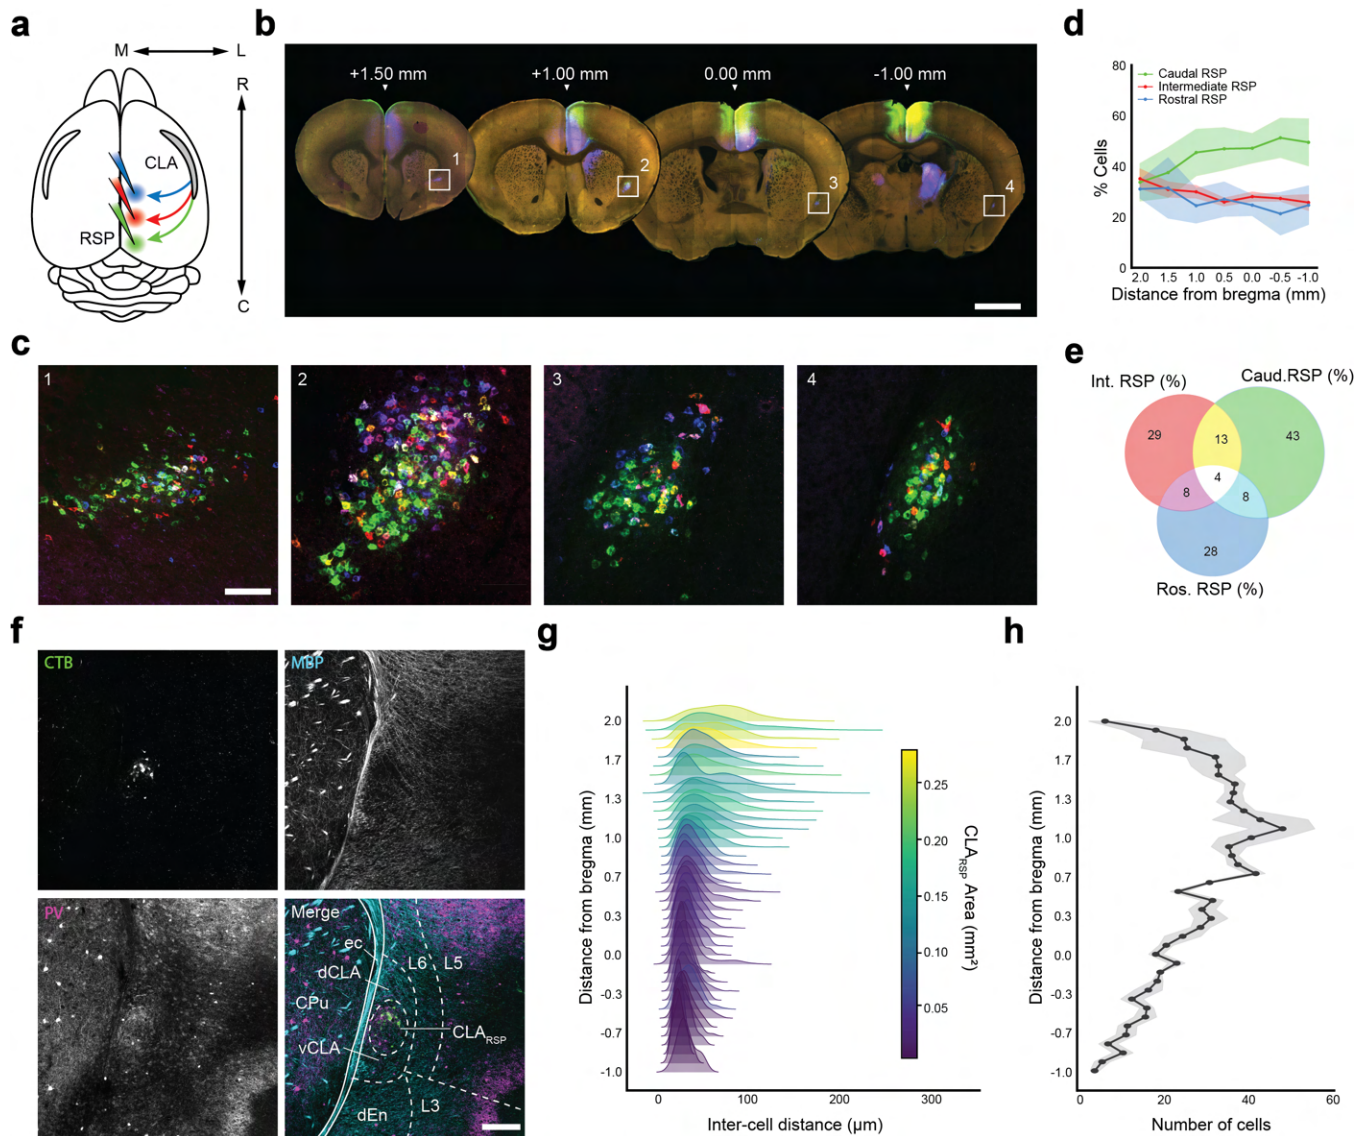 a
M
L
R
CLA
RSP
C
b
+1.50 mm
+1.00 mm
0.00 mm
-1.00 mm
1
2
3
4
d
Caudal RSP
Intermediate RSP
Rostral RSP
80
60
40
20
0
% Cells
2.0 1.5 1.0 0.5 0.0 -0.5 -1.0
Distance from bregma (mm)
c
1
2
3
4
e
Int. RSP (%)
Caud.RSP (%)
29
13
43
4
8
8
28
Ros. RSP (%)
f
CTB
MBP
PV
Merge
ec
dCLA
L6
L5
CPu
CLARSP
vCLA
dEn
L3
g
Distance from bregma (mm)
2.0
1.7
1.3
1.0
0.7
0.3
0.0
-0.3
-0.7
-1.0
0 100 200 300
Inter-cell distance (µm)
0.25
0.20
0.15
0.10
0.05
CLARSP Area (mm²)
h
Distance from bregma (mm)
2.0
1.7
1.3
1.0
0.7
0.3
0.0
-0.3
-0.7
-1.0
0 20 40 60
Number of cells